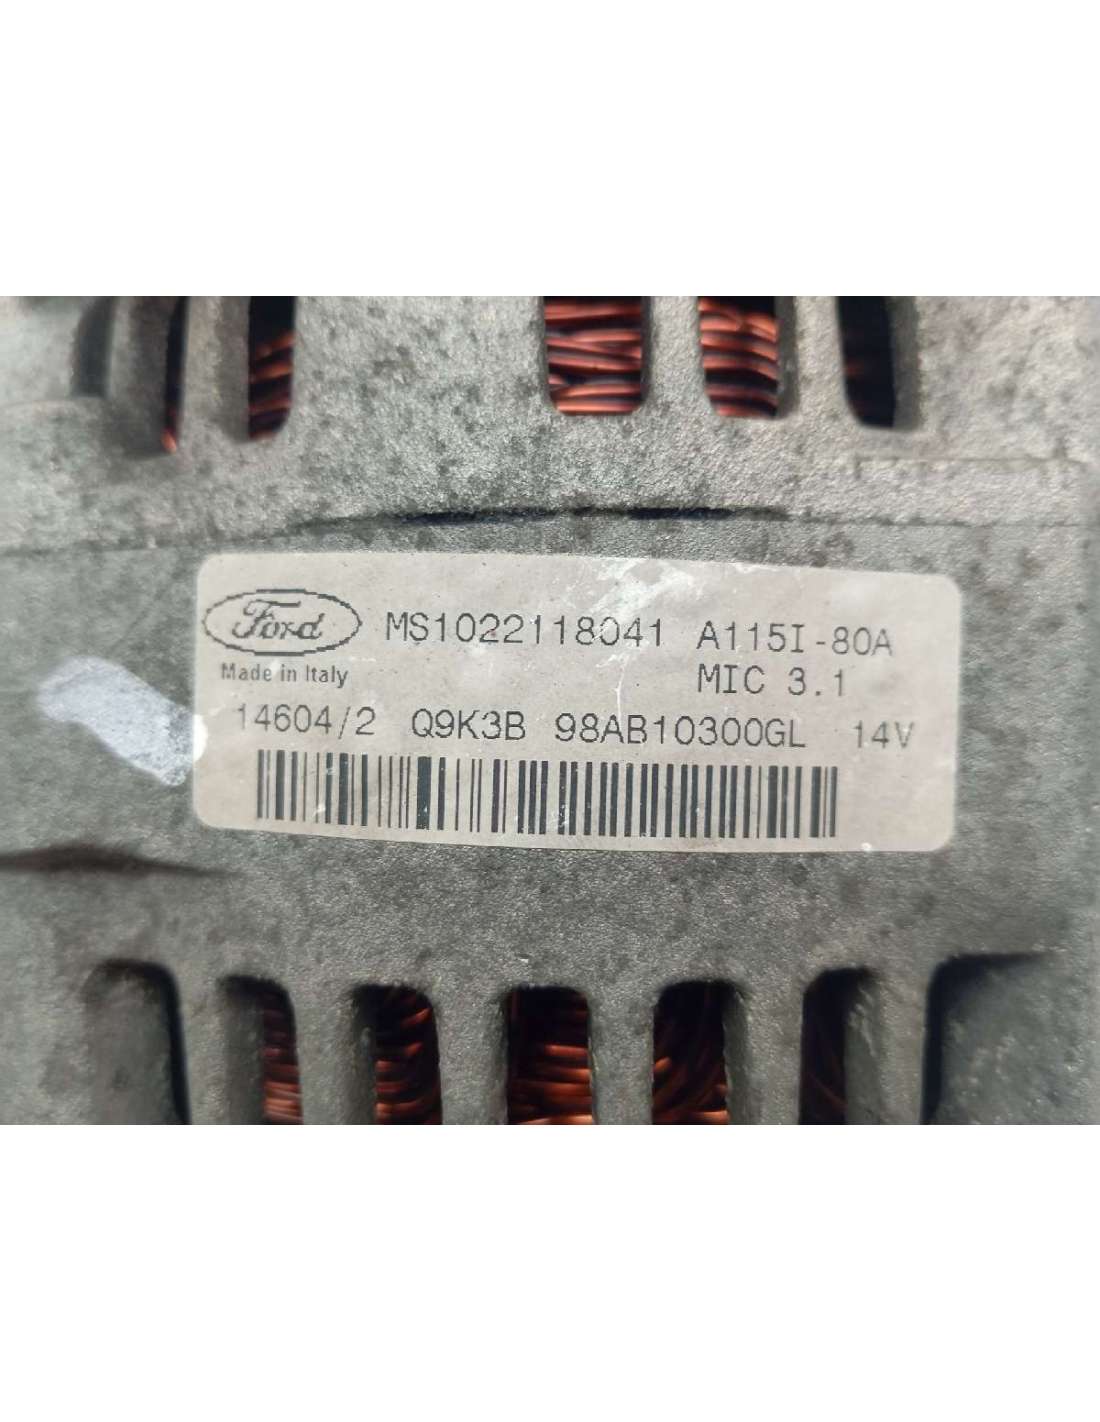 Ford MS1022118041 A115I-80A
Made in Italy MIC 3.1
14604/2 Q9K3B 98AB10300GL 14V